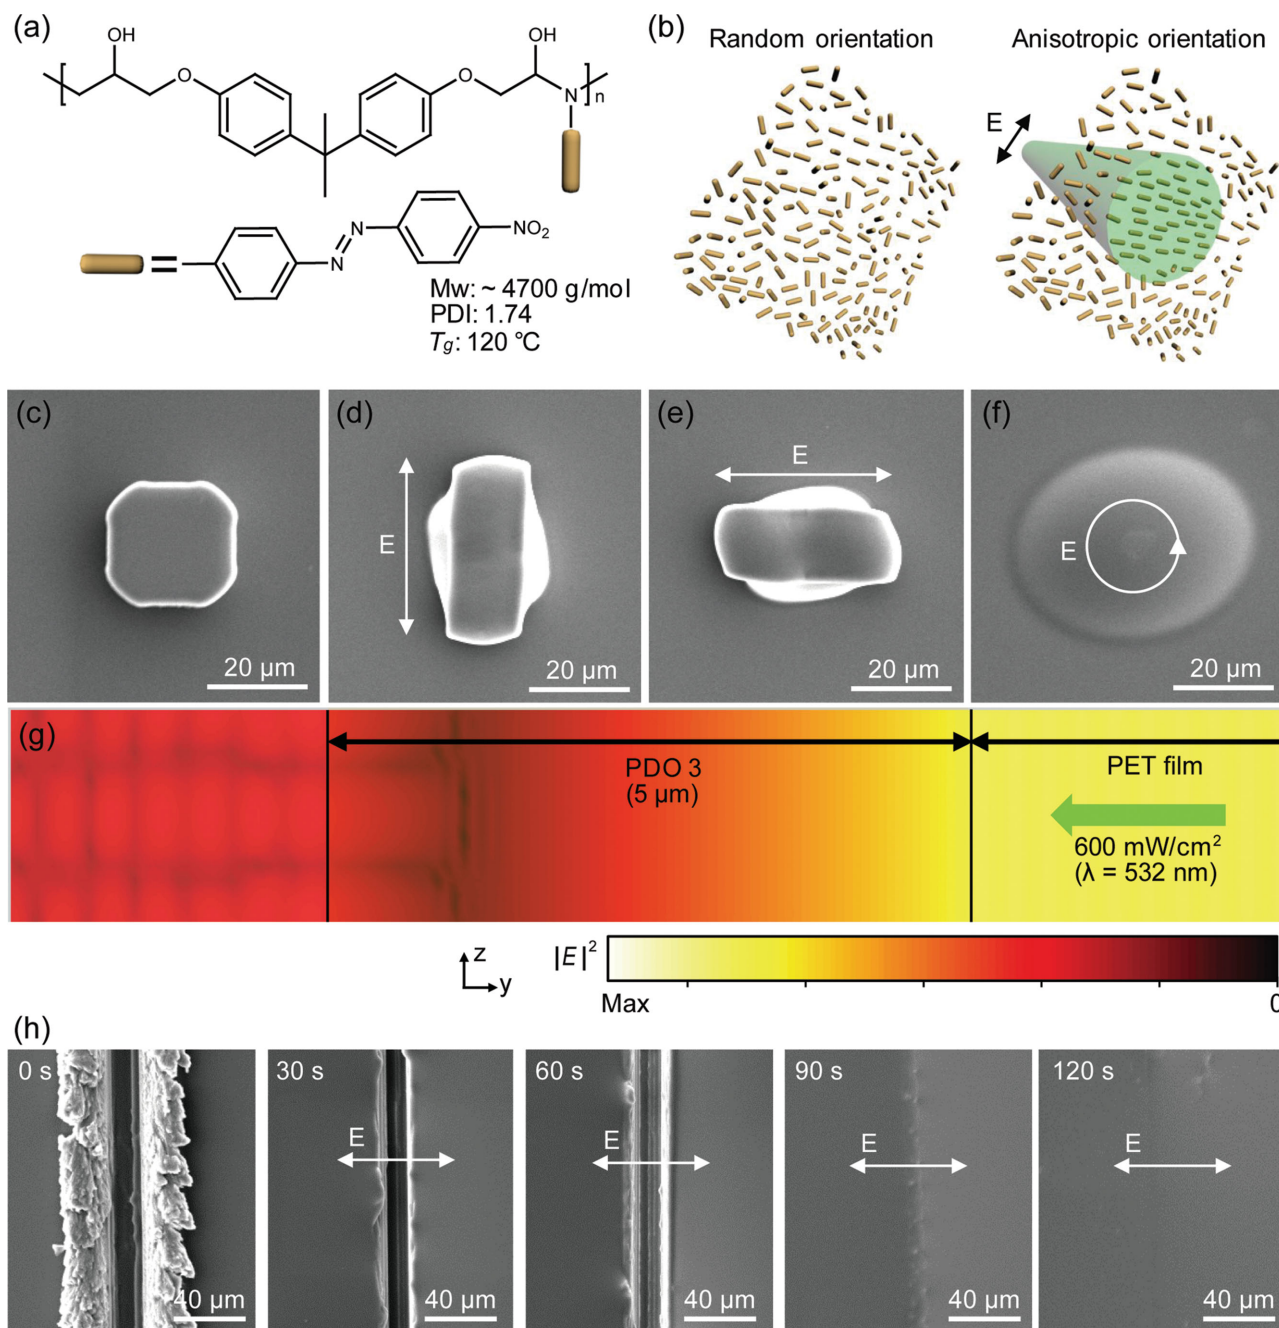 (a)
OH
OH
O
O
N
n
N
N
NO2
Mw: ~ 4700 g/mol
PDI: 1.74
Tg: 120 °C
(b)
Random orientation
Anisotropic orientation
E
(c)
20 µm
(d)
E
20 µm
(e)
E
20 µm
(f)
E
20 µm
(g)
PDO 3
(5 µm)
PET film
600 mW/cm²
(λ = 532 nm)
z
y
|E|²
Max
0
(h)
0 s
40 µm
30 s
E
40 µm
60 s
E
40 µm
90 s
E
40 µm
120 s
E
40 µm